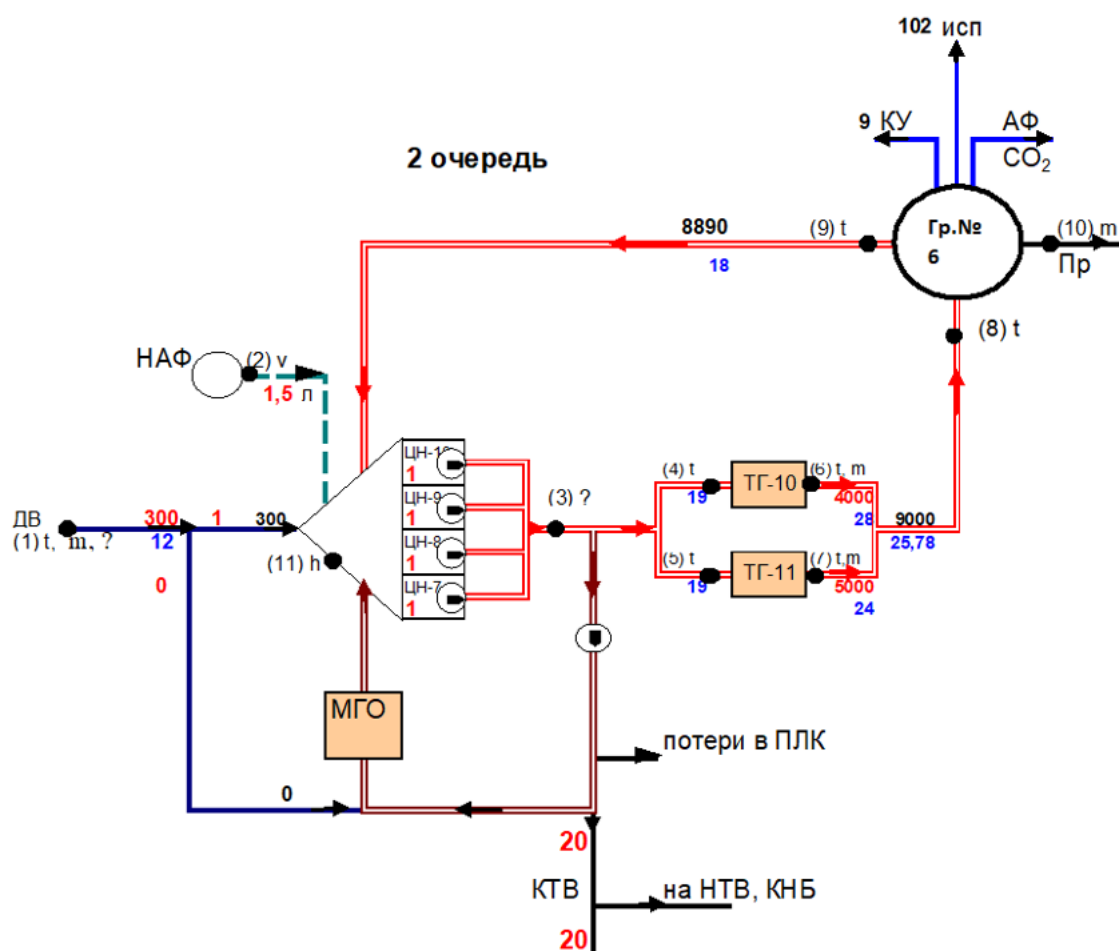 102 исп
9 КУ
АФ
CO₂
2 очередь
Гр.№
6
8890
18
(9) t
(10) m
Пр
(8) t
НАФ
(2) v
1,5 л
ЦН-10
1
ЦН-9
1
ЦН-8
1
ЦН-7
1
(3) ?
(4) t
19
ТГ-10
(6) t, m
4000
28
9000
25,78
(5) t
19
ТГ-11
(7) t,m
5000
24
ДВ
(1) t, m, ?
300
12
0
1
300
(11) h
МГО
потери в ПЛК
0
20
КТВ
на НТВ, КНБ
20